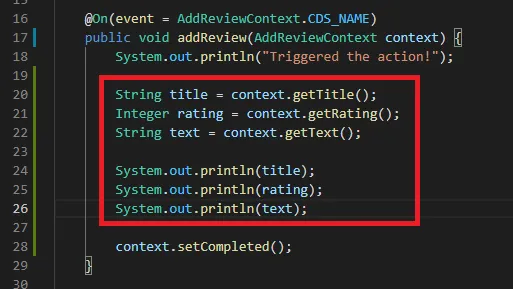 15
16 @On(event = AddReviewContext.CDS_NAME)
17 public void addReview(AddReviewContext context) {
18 System.out.println("Triggered the action!");
19
20 String title = context.getTitle();
21 Integer rating = context.getRating();
22 String text = context.getText();
23
24 System.out.println(title);
25 System.out.println(rating);
26 System.out.println(text);
27
28 context.setCompleted();
29 }
30